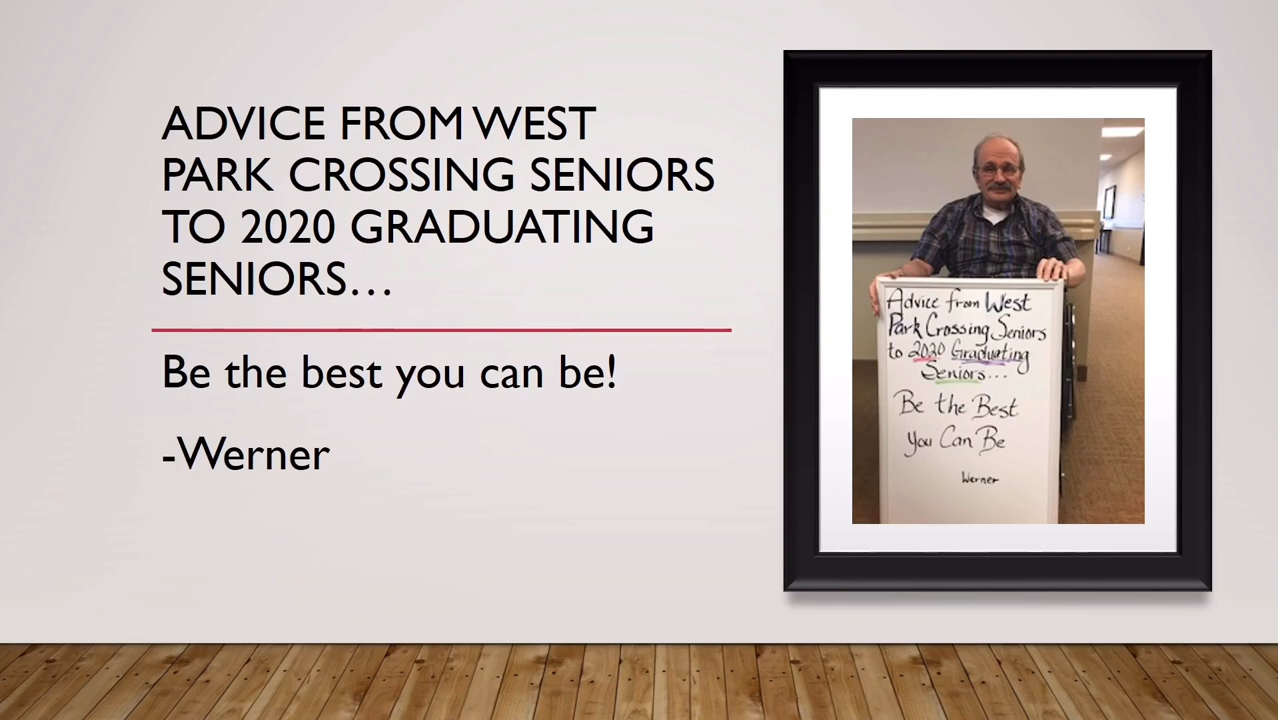 ADVICE FROM WEST
PARK CROSSING SENIORS
TO 2020 GRADUATING
SENIORS...
Be the best you can be!
-Werner
Advice from West
Park Crossing Seniors
to 2020 Graduating
Seniors...
Be the Best
You Can Be
Werner